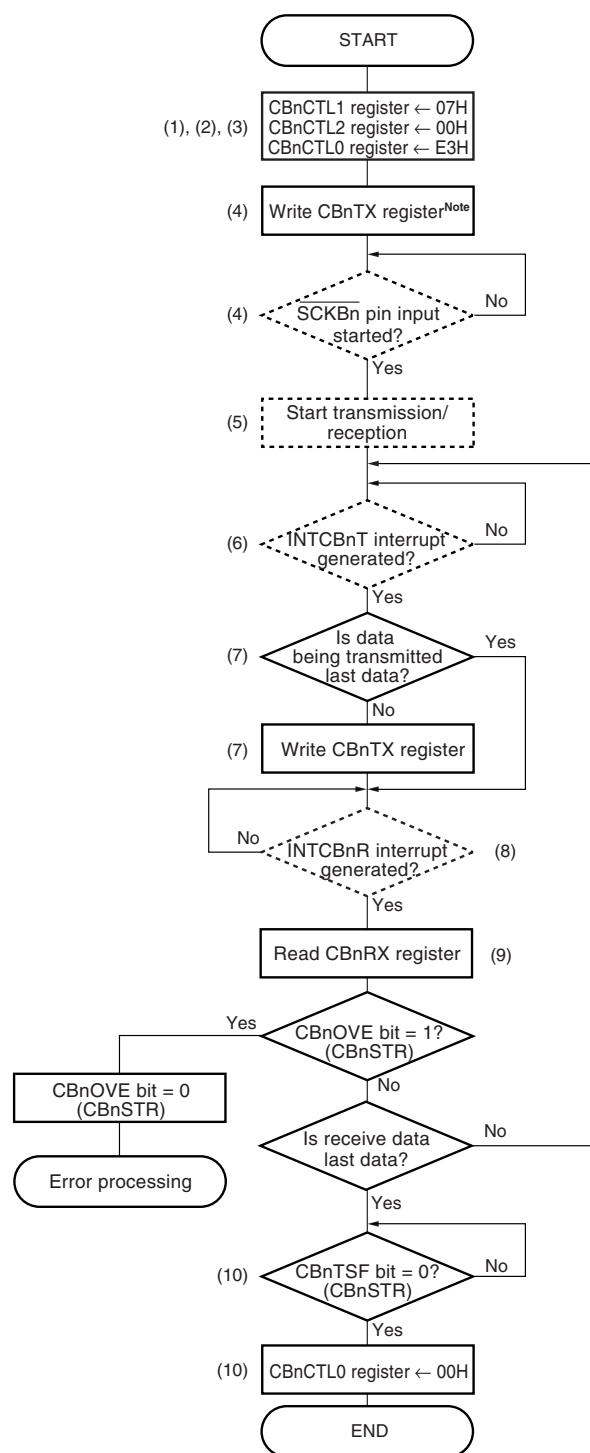 START
(1), (2), (3)
CBnCTL1 register ← 07H
CBnCTL2 register ← 00H
CBnCTL0 register ← E3H
(4)
Write CBnTX registerNote
(4)
SCKBn pin input
started?
No
Yes
(5)
Start transmission/
reception
(6)
INTCBnT interrupt
generated?
No
Yes
(7)
Is data
being transmitted
last data?
Yes
No
(7)
Write CBnTX register
No
INTCBnR interrupt
generated?
(8)
Yes
Read CBnRX register
(9)
Yes
CBnOVE bit = 1?
(CBnSTR)
No
CBnOVE bit = 0
(CBnSTR)
Error processing
Is receive data
last data?
No
Yes
(10)
CBnTSF bit = 0?
(CBnSTR)
No
Yes
(10)
CBnCTL0 register ← 00H
END